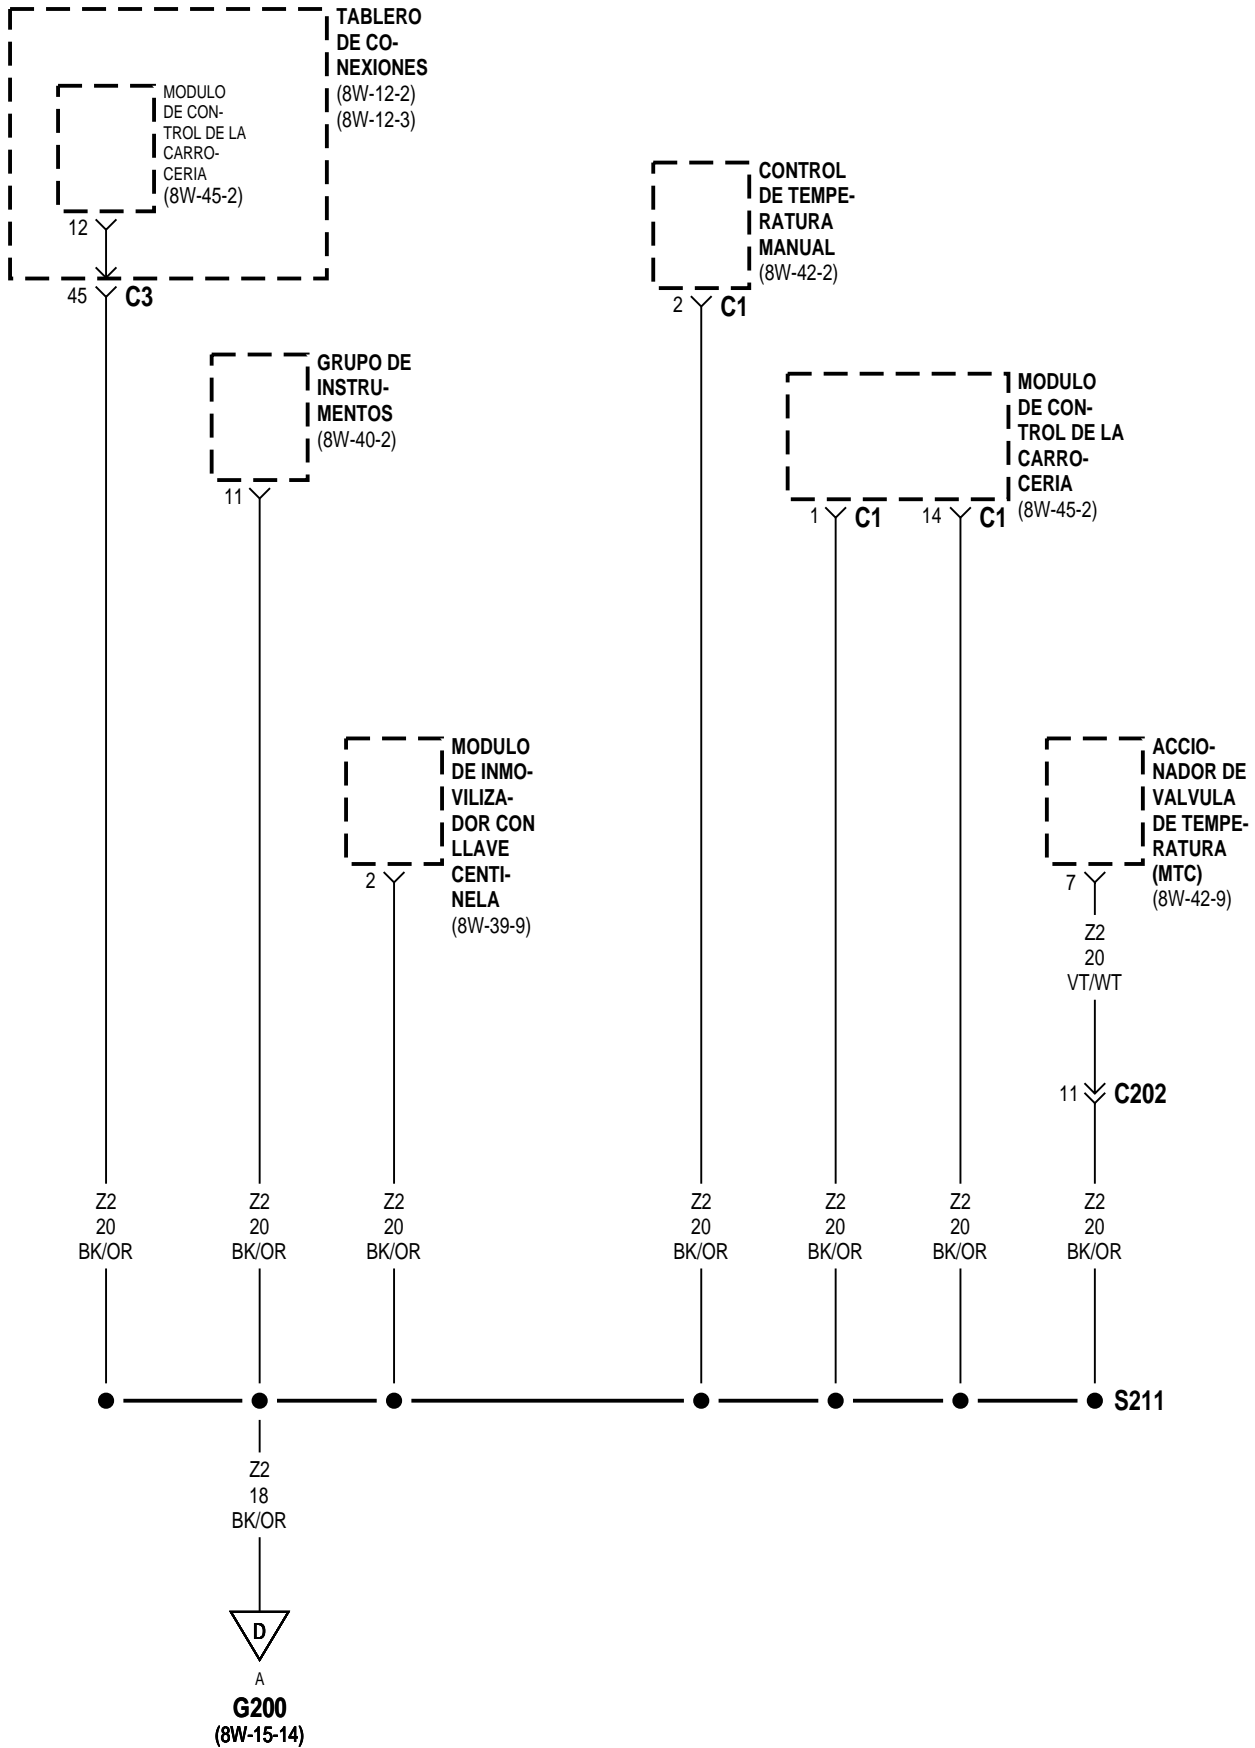 TABLERO
DE CO-
NEXIONES
(8W-12-2)
(8W-12-3)
MODULO
DE CON-
TROL DE LA
CARRO-
CERIA
(8W-45-2)
12
45
C3
CONTROL
DE TEMPE-
RATURA
MANUAL
(8W-42-2)
2
C1
GRUPO DE
INSTRU-
MENTOS
(8W-40-2)
11
MODULO
DE CON-
TROL DE LA
CARRO-
CERIA
(8W-45-2)
1
C1
14
C1
MODULO
DE INMO-
VILIZA-
DOR CON
LLAVE
CENTI-
NELA
(8W-39-9)
2
ACCIO-
NADOR DE
VALVULA
DE TEMPE-
RATURA
(MTC)
(8W-42-9)
7
Z2
20
VT/WT
11
C202
Z2
20
BK/OR
Z2
20
BK/OR
Z2
20
BK/OR
Z2
20
BK/OR
Z2
20
BK/OR
Z2
20
BK/OR
Z2
20
BK/OR
S211
Z2
18
BK/OR
D
A
G200
(8W-15-14)